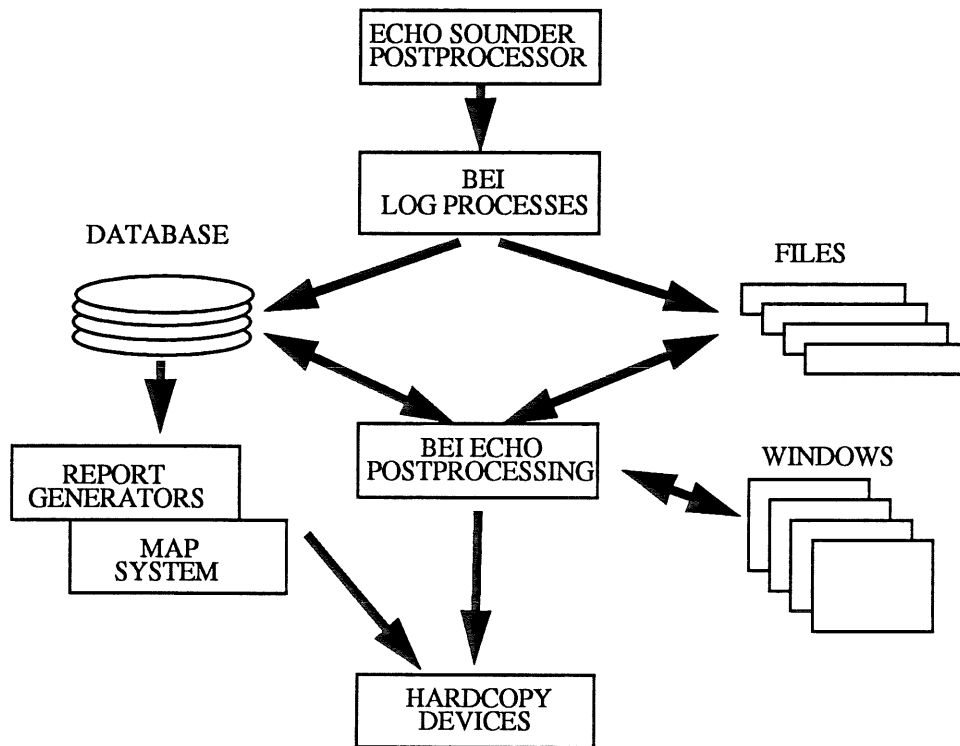 ECHO SOUNDER
POSTPROCESSOR
BEI
LOG PROCESSES
DATABASE
FILES
BEI ECHO
POSTPROCESSING
REPORT
GENERATORS
WINDOWS
MAP
SYSTEM
HARDCOPY
DEVICES